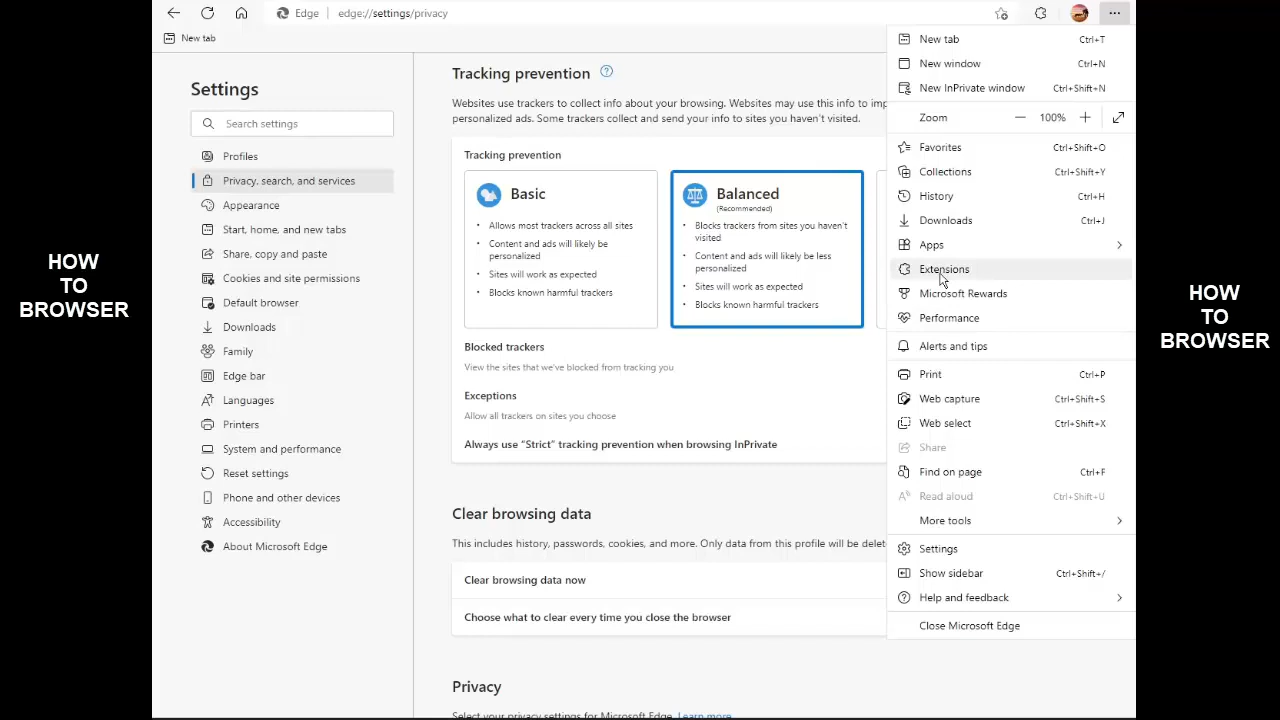 Edge
edge://settings/privacy
New tab
HOW
TO
BROWSER
Settings
Search settings
Profiles
Privacy, search, and services
Appearance
Start, home, and new tabs
Share, copy and paste
Cookies and site permissions
Default browser
Downloads
Family
Edge bar
Languages
Printers
System and performance
Reset settings
Phone and other devices
Accessibility
About Microsoft Edge
Tracking prevention
Websites use trackers to collect info about your browsing. Websites may use this info to imp
personalized ads. Some trackers collect and send your info to sites you haven't visited.
Tracking prevention
Basic
Allows most trackers across all sites
Content and ads will likely be
personalized
Sites will work as expected
Blocks known harmful trackers
Balanced
(Recommended)
Blocks trackers from sites you haven't
visited
Content and ads will likely be less
personalized
Sites will work as expected
Blocks known harmful trackers
Blocked trackers
View the sites that we've blocked from tracking you
Exceptions
Allow all trackers on sites you choose
Always use "Strict" tracking prevention when browsing InPrivate
Clear browsing data
This includes history, passwords, cookies, and more. Only data from this profile will be delet
Clear browsing data now
Choose what to clear every time you close the browser
Privacy
Select your privacy settings for Microsoft Edge. Learn more
New tab Ctrl+T
New window Ctrl+N
New InPrivate window Ctrl+Shift+N
Zoom 100%
Favorites Ctrl+Shift+O
Collections Ctrl+Shift+Y
History Ctrl+H
Downloads Ctrl+J
Apps
Extensions
Microsoft Rewards
Performance
Alerts and tips
Print Ctrl+P
Web capture Ctrl+Shift+S
Web select Ctrl+Shift+X
Share
Find on page Ctrl+F
Read aloud Ctrl+Shift+U
More tools
Settings
Show sidebar Ctrl+Shift+/
Help and feedback
Close Microsoft Edge
HOW
TO
BROWSER